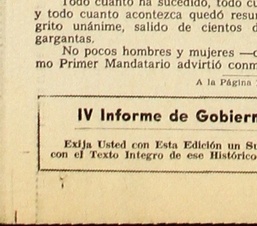 Todo cuanto ha sucedido, todo cu
y todo cuanto acontezca quedó resu
grito unánime, salido de cientos d
gargantas.
No pocos hombres y mujeres —c
mo Primer Mandatario advirtió conm
A la Página
IV Informe de Gobiern
Exija Usted con Esta Edición un Su
con el Texto Integro de ese Histórico